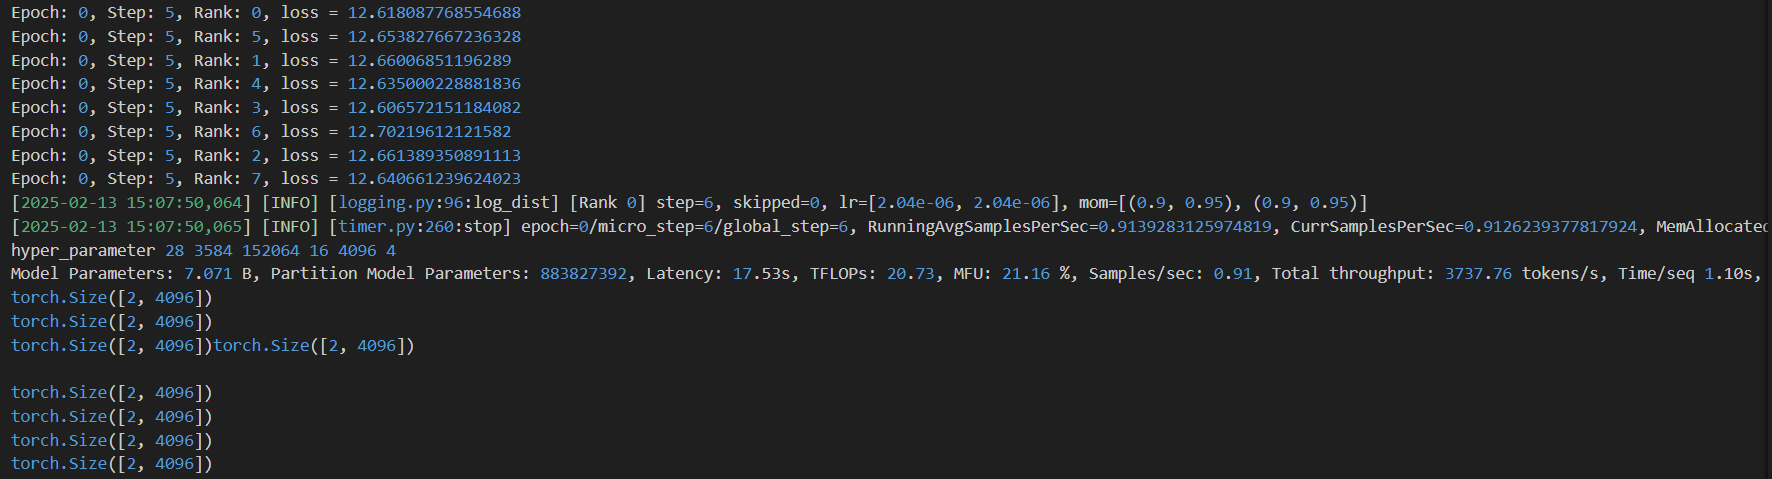 Epoch: 0, Step: 5, Rank: 0, loss = 12.618087768554688
Epoch: 0, Step: 5, Rank: 5, loss = 12.653827667236328
Epoch: 0, Step: 5, Rank: 1, loss = 12.66006851196289
Epoch: 0, Step: 5, Rank: 4, loss = 12.635000228881836
Epoch: 0, Step: 5, Rank: 3, loss = 12.606572151184082
Epoch: 0, Step: 5, Rank: 6, loss = 12.70219612121582
Epoch: 0, Step: 5, Rank: 2, loss = 12.661389350891113
Epoch: 0, Step: 5, Rank: 7, loss = 12.640661239624023
[2025-02-13 15:07:50,064] [INFO] [logging.py:96:log_dist] [Rank 0] step=6, skipped=0, lr=[2.04e-06, 2.04e-06], mom=[(0.9, 0.95), (0.9, 0.95)]
[2025-02-13 15:07:50,065] [INFO] [timer.py:260:stop] epoch=0/micro_step=6/global_step=6, RunningAvgSamplesPerSec=0.9139283125974819, CurrSamplesPerSec=0.9126239377817924, MemAllocated
hyper_parameter 28 3584 152064 16 4096 4
Model Parameters: 7.071 B, Partition Model Parameters: 883827392, Latency: 17.53s, TFLOPs: 20.73, MFU: 21.16 %, Samples/sec: 0.91, Total throughput: 3737.76 tokens/s, Time/seq 1.10s,
torch.Size([2, 4096])
torch.Size([2, 4096])
torch.Size([2, 4096])torch.Size([2, 4096])
torch.Size([2, 4096])
torch.Size([2, 4096])
torch.Size([2, 4096])
torch.Size([2, 4096])